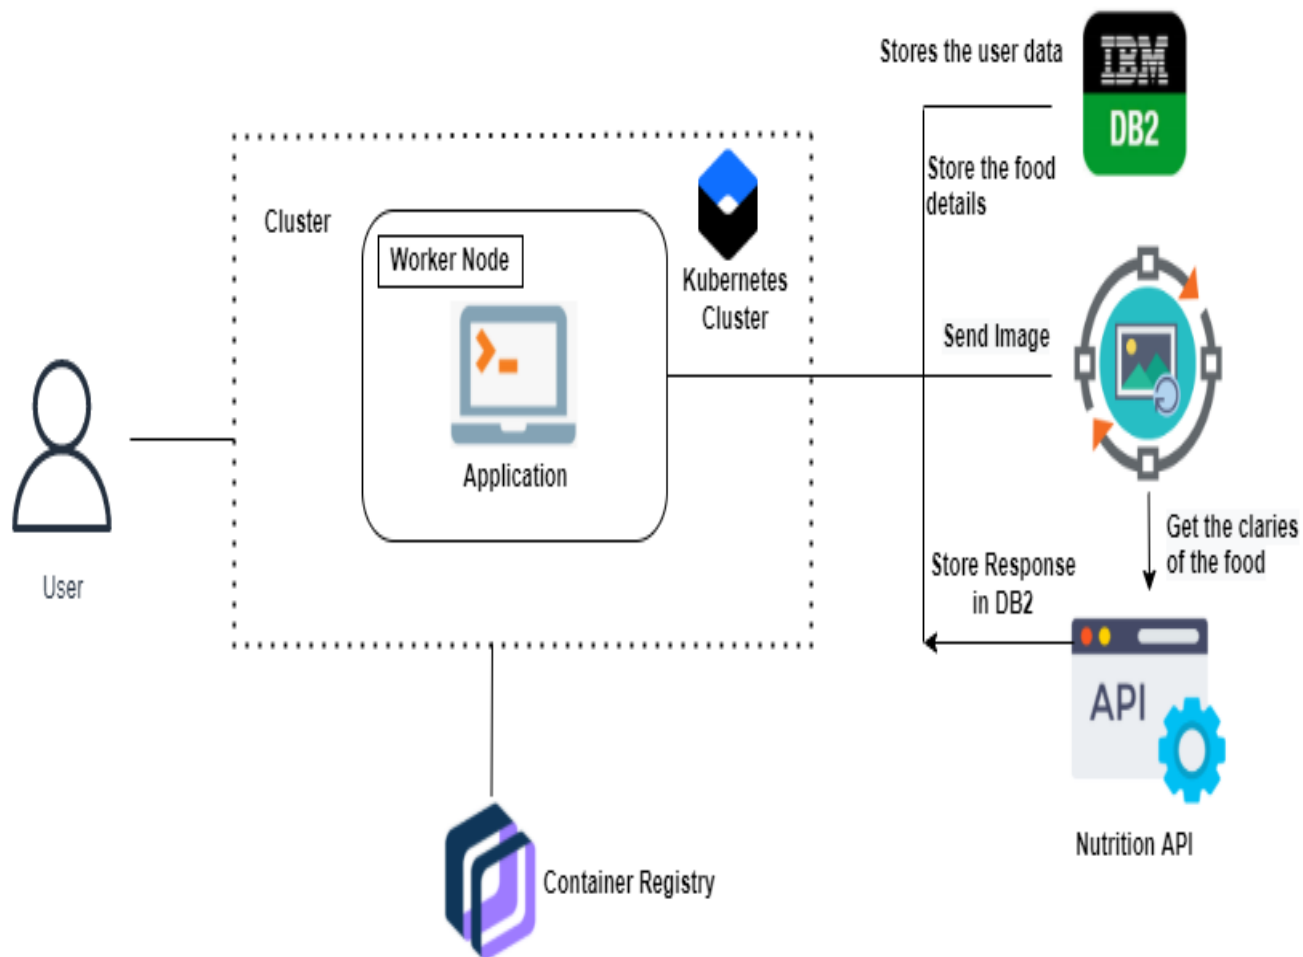 Stores the user data
IBM
DB2
Store the food
details
Cluster
Worker Node
Kubernetes
Cluster
Send Image
Application
Get the claries
of the food
Store Response
in DB2
User
API
Nutrition API
Container Registry